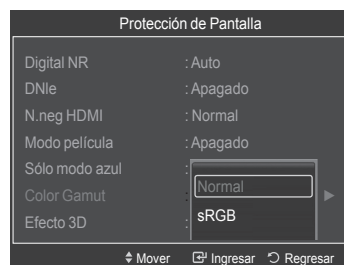 Protección de Pantalla
Digital NR : Auto
DNIe : Apagado
N.neg HDMI : Normal
Modo película : Apagado
Sólo modo azul :
Color Gamut : Normal
Efecto 3D : sRGB
Mover Ingresar Regresar